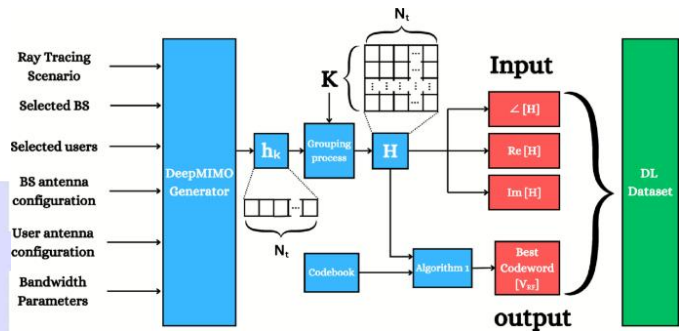 Ray Tracing
Scenario
Selected BS
Selected users
BS antenna
configuration
User antenna
configuration
Bandwidth
Parameters
DeepMIMO
Generator
hk
Nt
K
Grouping
process
Nt
H
Input
∠ [H]
Re [H]
Im [H]
Codebook
Algorithm 1
Best
Codeword
[VRF]
output
DL
Dataset